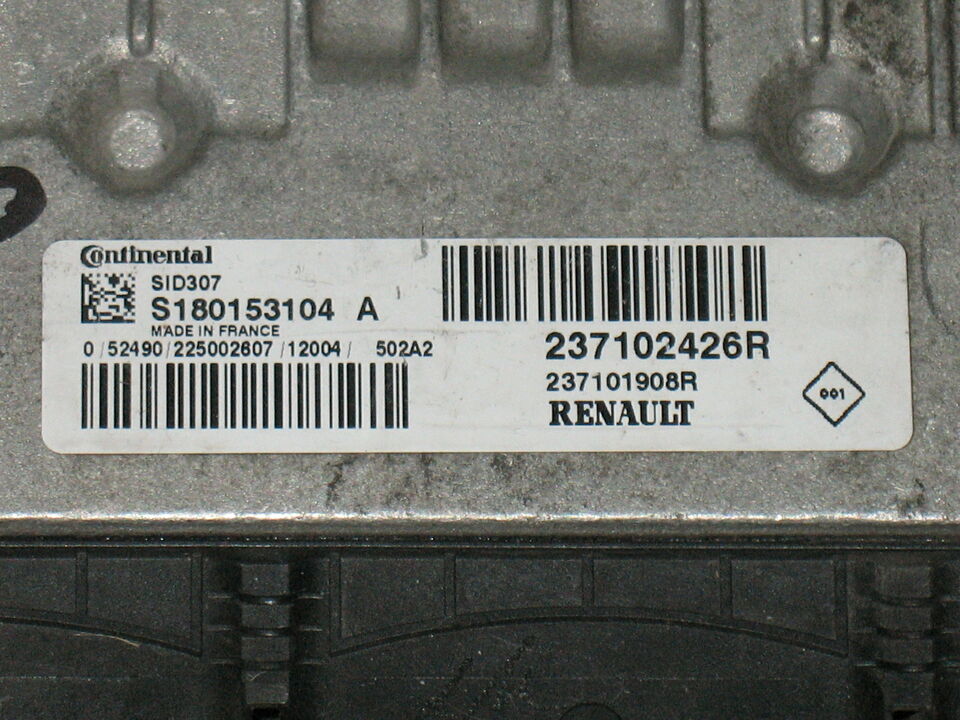 Continental
SID307
S180153104 A
MADE IN FRANCE
0/52490/225002607/12004/ 502A2
237102426R
237101908R
RENAULT
001